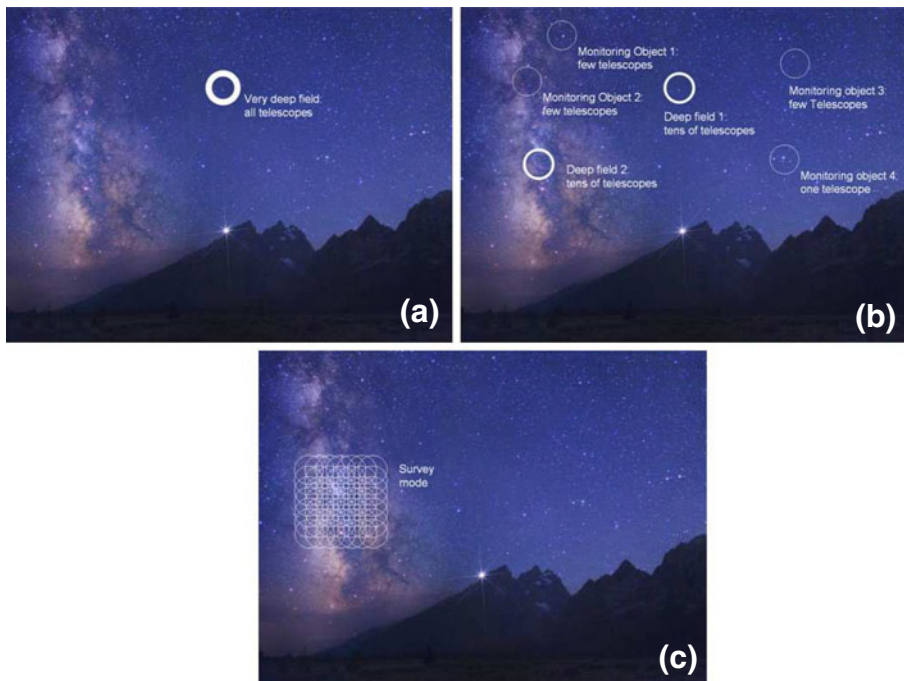 Very deep field:
all telescopes
(a)
Monitoring Object 1:
few telescopes
Monitoring Object 2:
few telescopes
Monitoring object 3:
few Telescopes
Deep field 1:
tens of telescopes
Deep field 2:
tens of telescopes
Monitoring object 4:
one telescope
(b)
Survey
mode
(c)